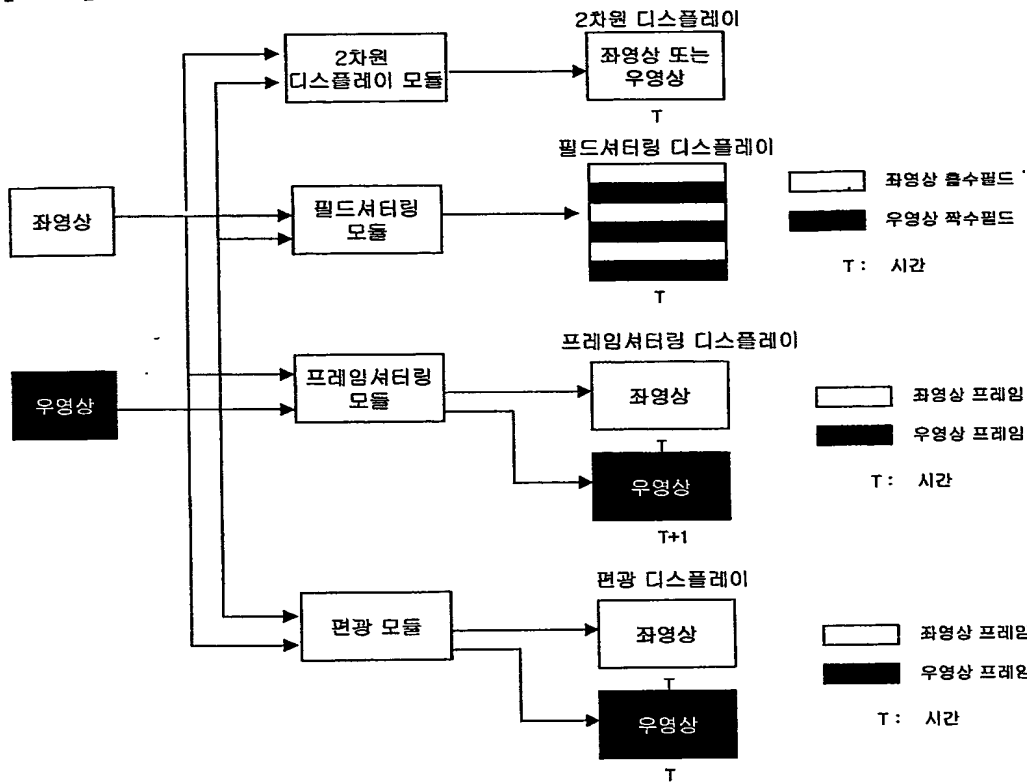 2차원 디스플레이
2차원
디스플레이 모듈
좌영상 또는
우영상
T
필드셔터링 디스플레이
좌영상
필드셔터링
모듈
좌영상 홀수필드
우영상 짝수필드
T : 시간
T
프레임셔터링 디스플레이
우영상
프레임셔터링
모듈
좌영상
T
우영상
T+1
좌영상 프레임
우영상 프레임
T : 시간
편광 디스플레이
편광 모듈
좌영상
T
우영상
T
좌영상 프레임
우영상 프레임
T : 시간